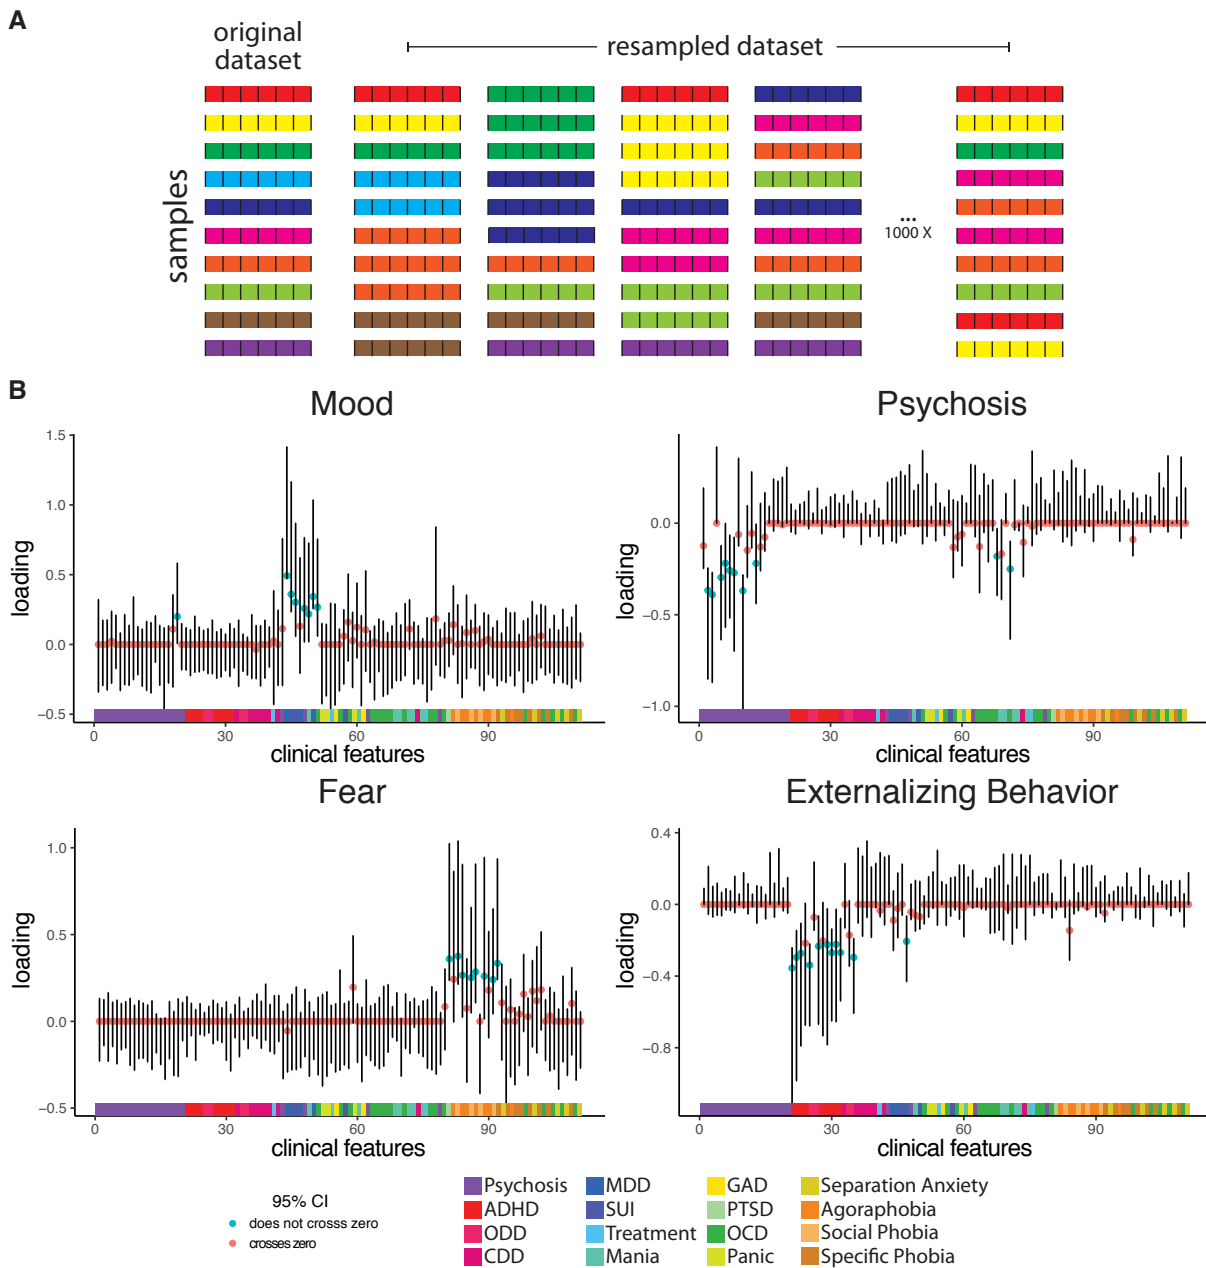 A
original
dataset
resampled dataset
samples
...
1000 X
B
Mood
Psychosis
loading
1.5
1.0
0.5
0.0
−0.5
0
30
60
90
clinical features
loading
0.0
−0.5
−1.0
0
30
60
90
clinical features
Fear
Externalizing Behavior
loading
1.0
0.5
0.0
−0.5
0
30
60
90
clinical features
loading
0.4
0.0
−0.4
−0.8
0
30
60
90
clinical features
95% CI
does not crosss zero
crosses zero
Psychosis
ADHD
ODD
CDD
MDD
SUI
Treatment
Mania
GAD
PTSD
OCD
Panic
Separation Anxiety
Agoraphobia
Social Phobia
Specific Phobia